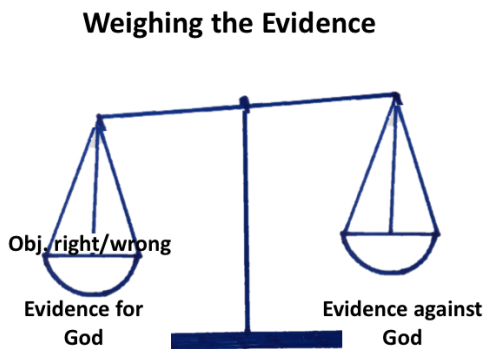 Weighing the Evidence
Obj. right/wrong
Evidence for
God
Evidence against
God